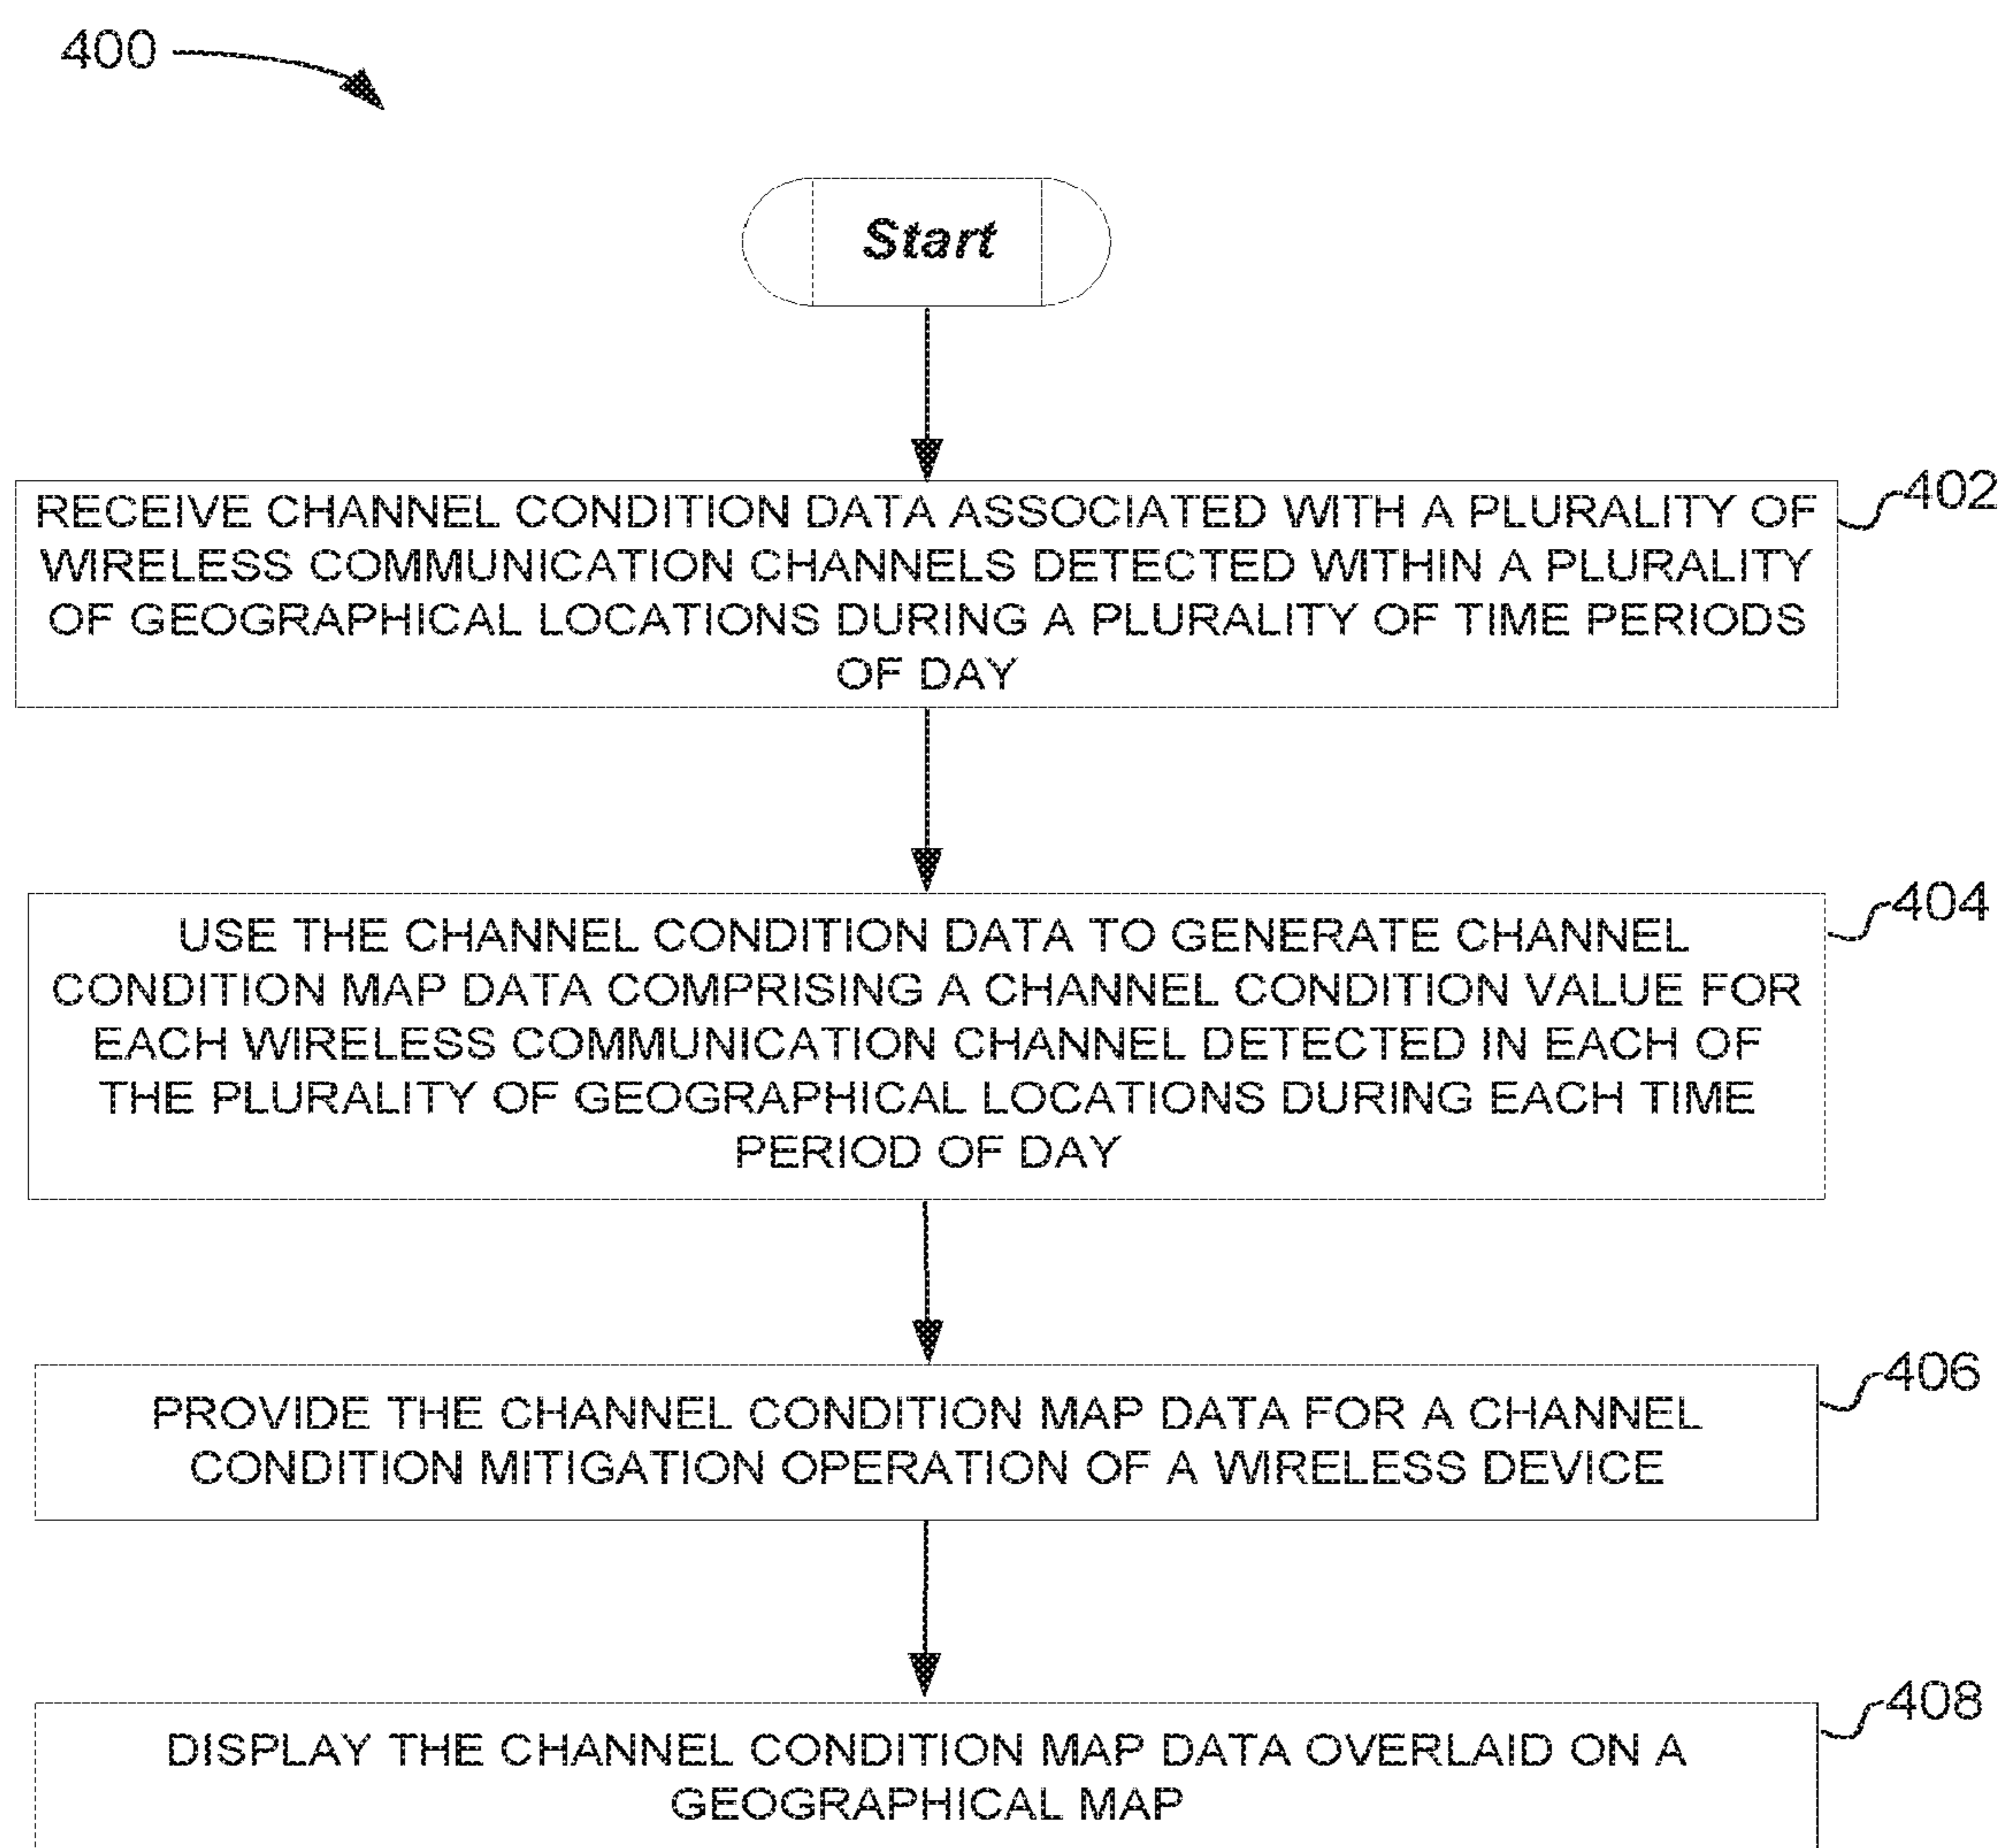 400
Start
RECEIVE CHANNEL CONDITION DATA ASSOCIATED WITH A PLURALITY OF
WIRELESS COMMUNICATION CHANNELS DETECTED WITHIN A PLURALITY
OF GEOGRAPHICAL LOCATIONS DURING A PLURALITY OF TIME PERIODS
OF DAY
402
USE THE CHANNEL CONDITION DATA TO GENERATE CHANNEL
CONDITION MAP DATA COMPRISING A CHANNEL CONDITION VALUE FOR
EACH WIRELESS COMMUNICATION CHANNEL DETECTED IN EACH OF
THE PLURALITY OF GEOGRAPHICAL LOCATIONS DURING EACH TIME
PERIOD OF DAY
404
PROVIDE THE CHANNEL CONDITION MAP DATA FOR A CHANNEL
CONDITION MITIGATION OPERATION OF A WIRELESS DEVICE
406
DISPLAY THE CHANNEL CONDITION MAP DATA OVERLAID ON A
GEOGRAPHICAL MAP
408